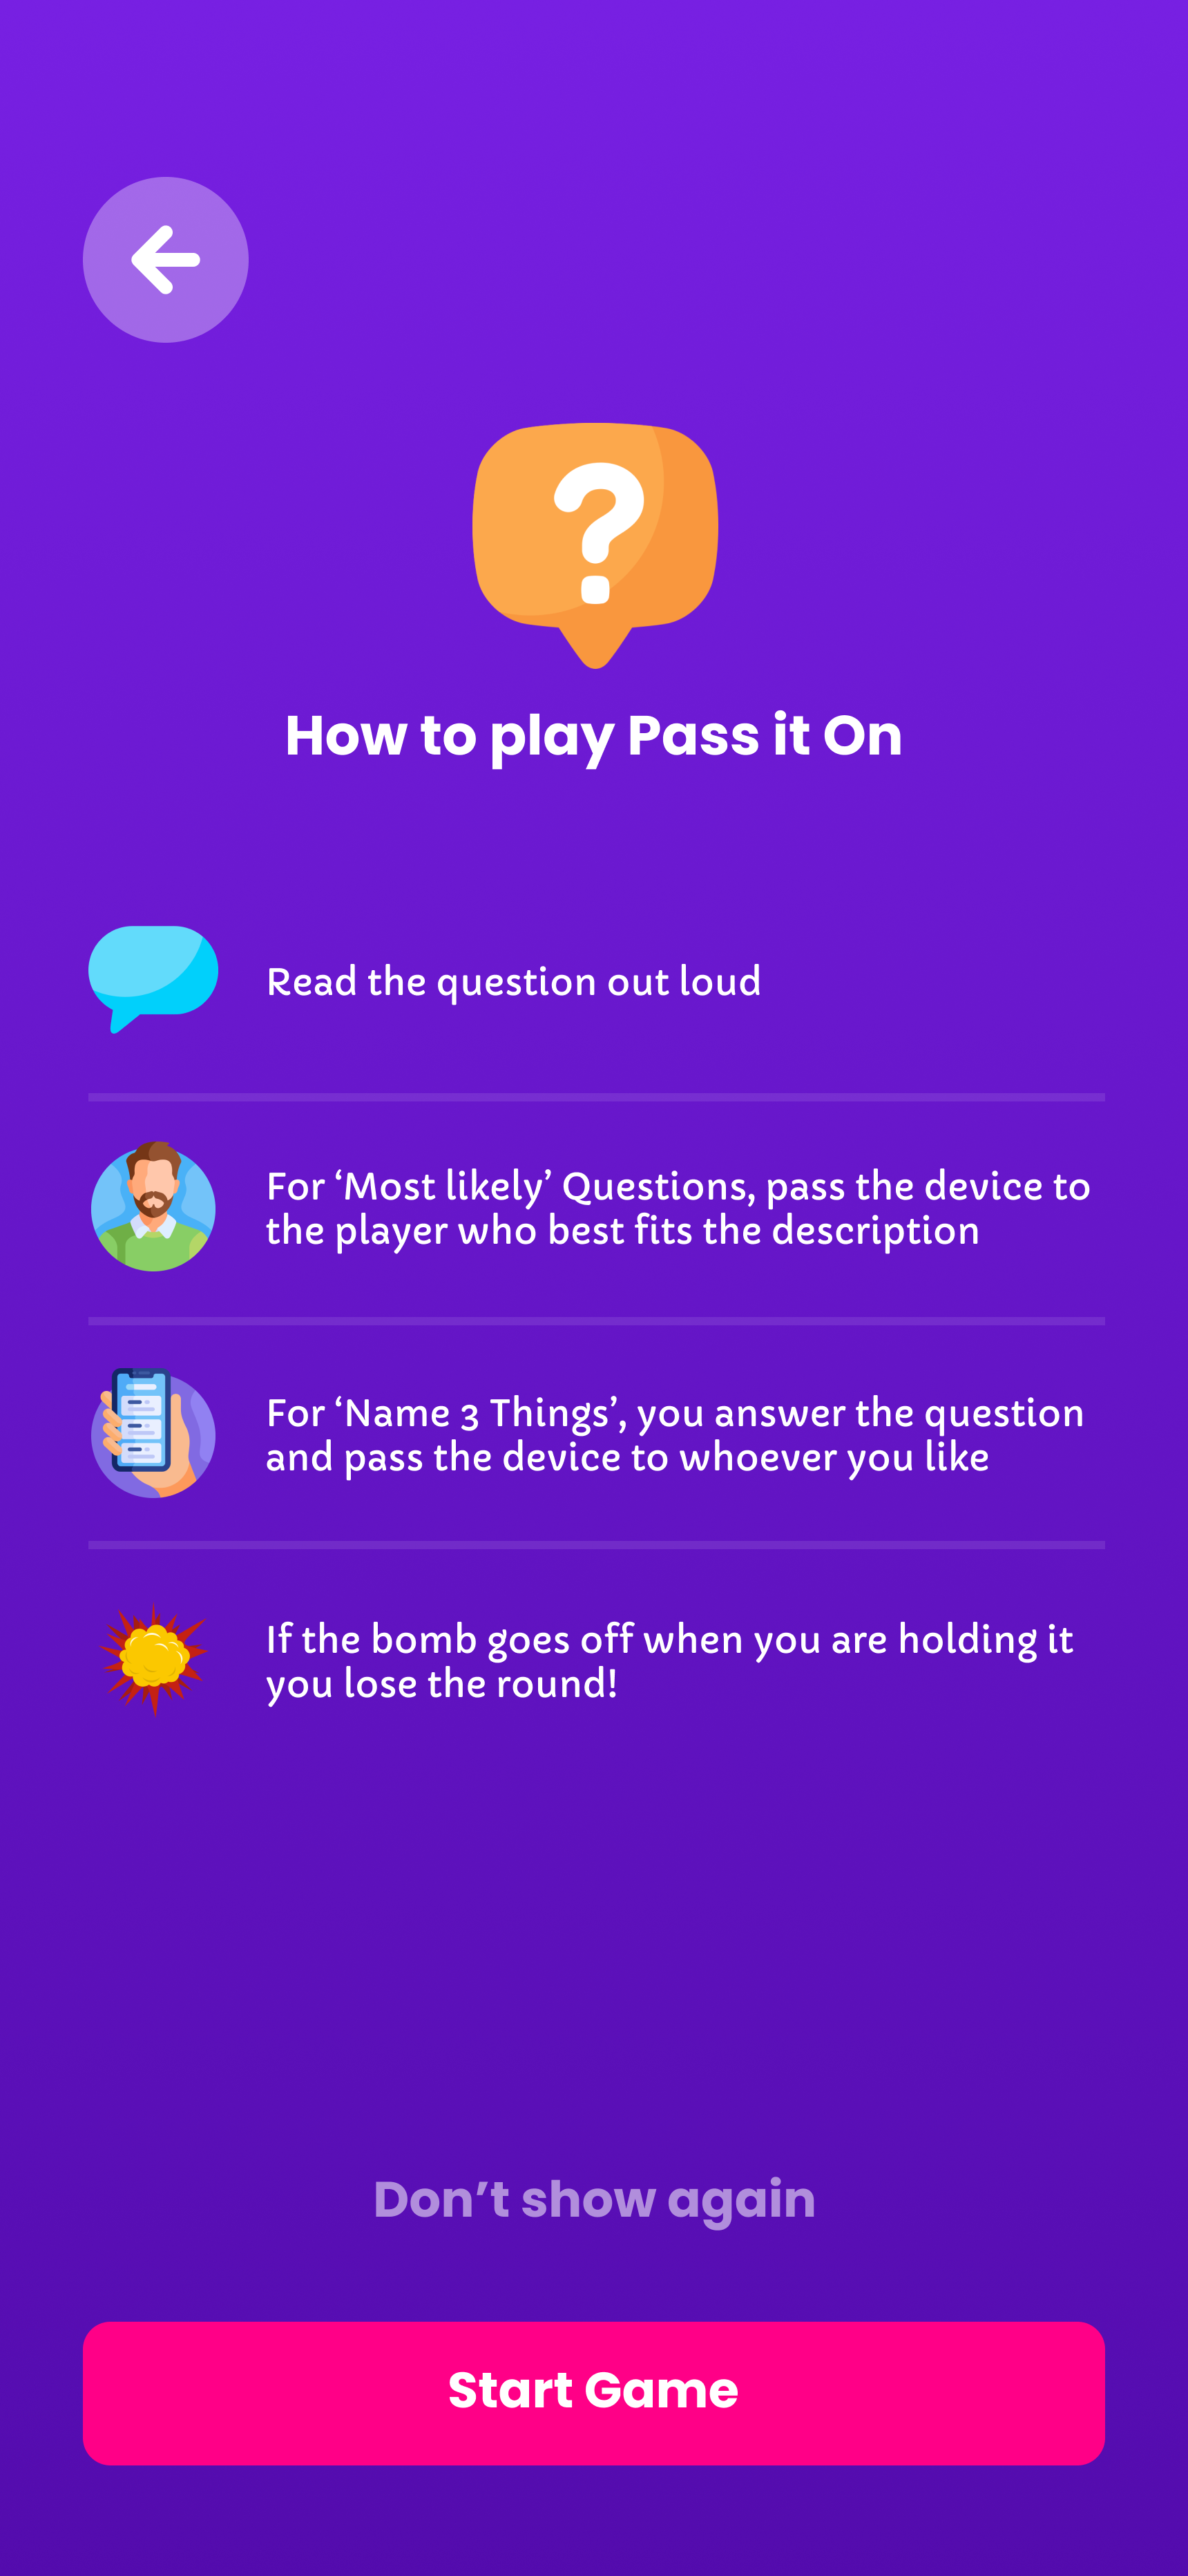 ?
How to play Pass it On
Read the question out loud
For ‘Most likely’ Questions, pass the device to
the player who best fits the description
For ‘Name 3 Things’, you answer the question
and pass the device to whoever you like
If the bomb goes off when you are holding it
you lose the round!
Don’t show again
Start Game